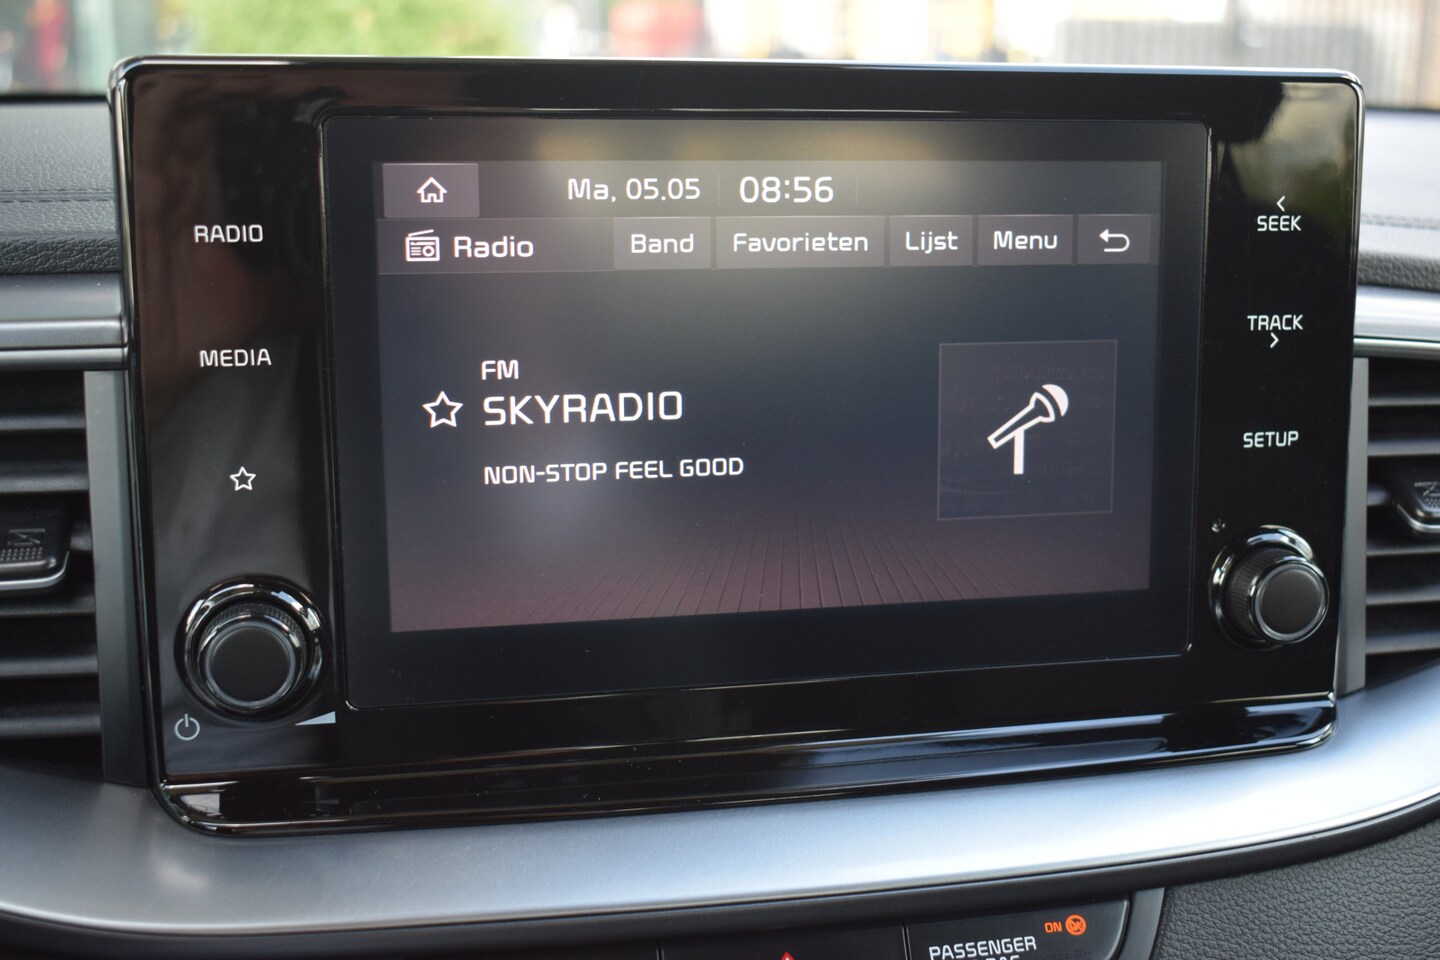 Ma, 05.05 08:56
Radio Band Favorieten Lijst Menu
RADIO
MEDIA
FM
SKYRADIO
NON-STOP FEEL GOOD
SEEK
TRACK
SETUP
ON
PASSENGER